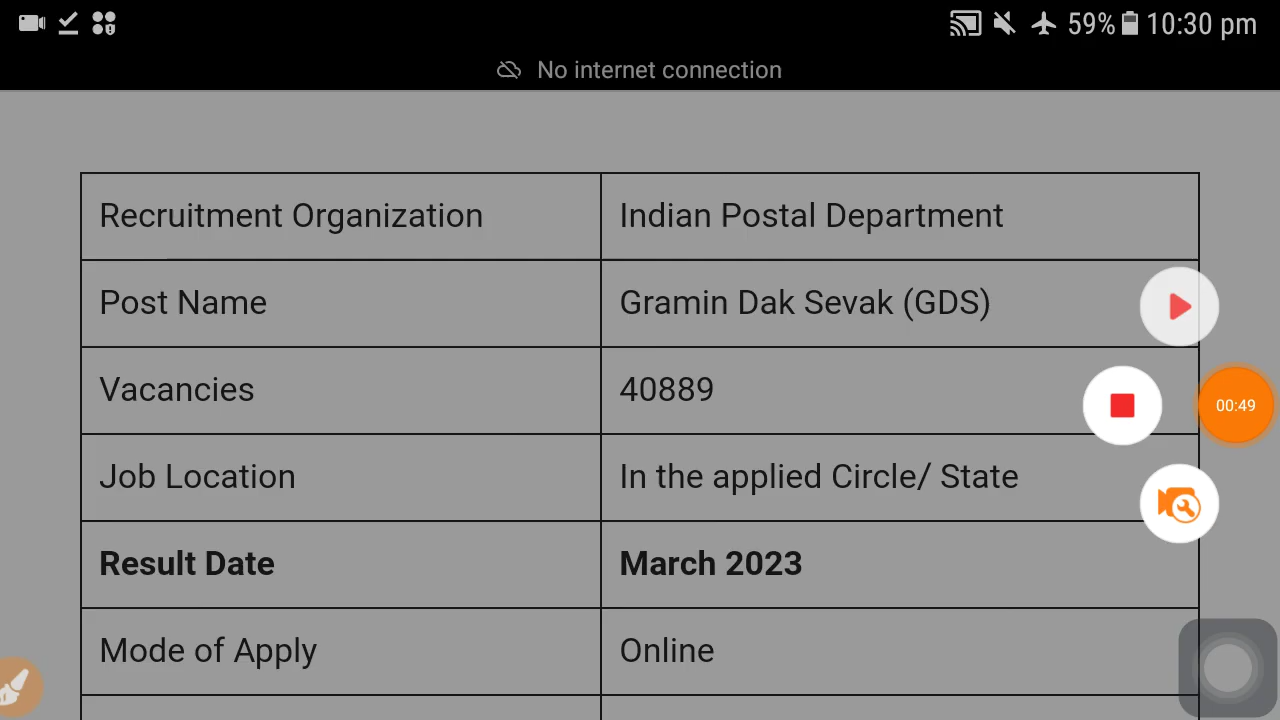 59% 10:30 pm
No internet connection
Recruitment Organization Indian Postal Department
Post Name Gramin Dak Sevak (GDS)
Vacancies 40889
Job Location In the applied Circle/ State
Result Date March 2023
Mode of Apply Online
00:49